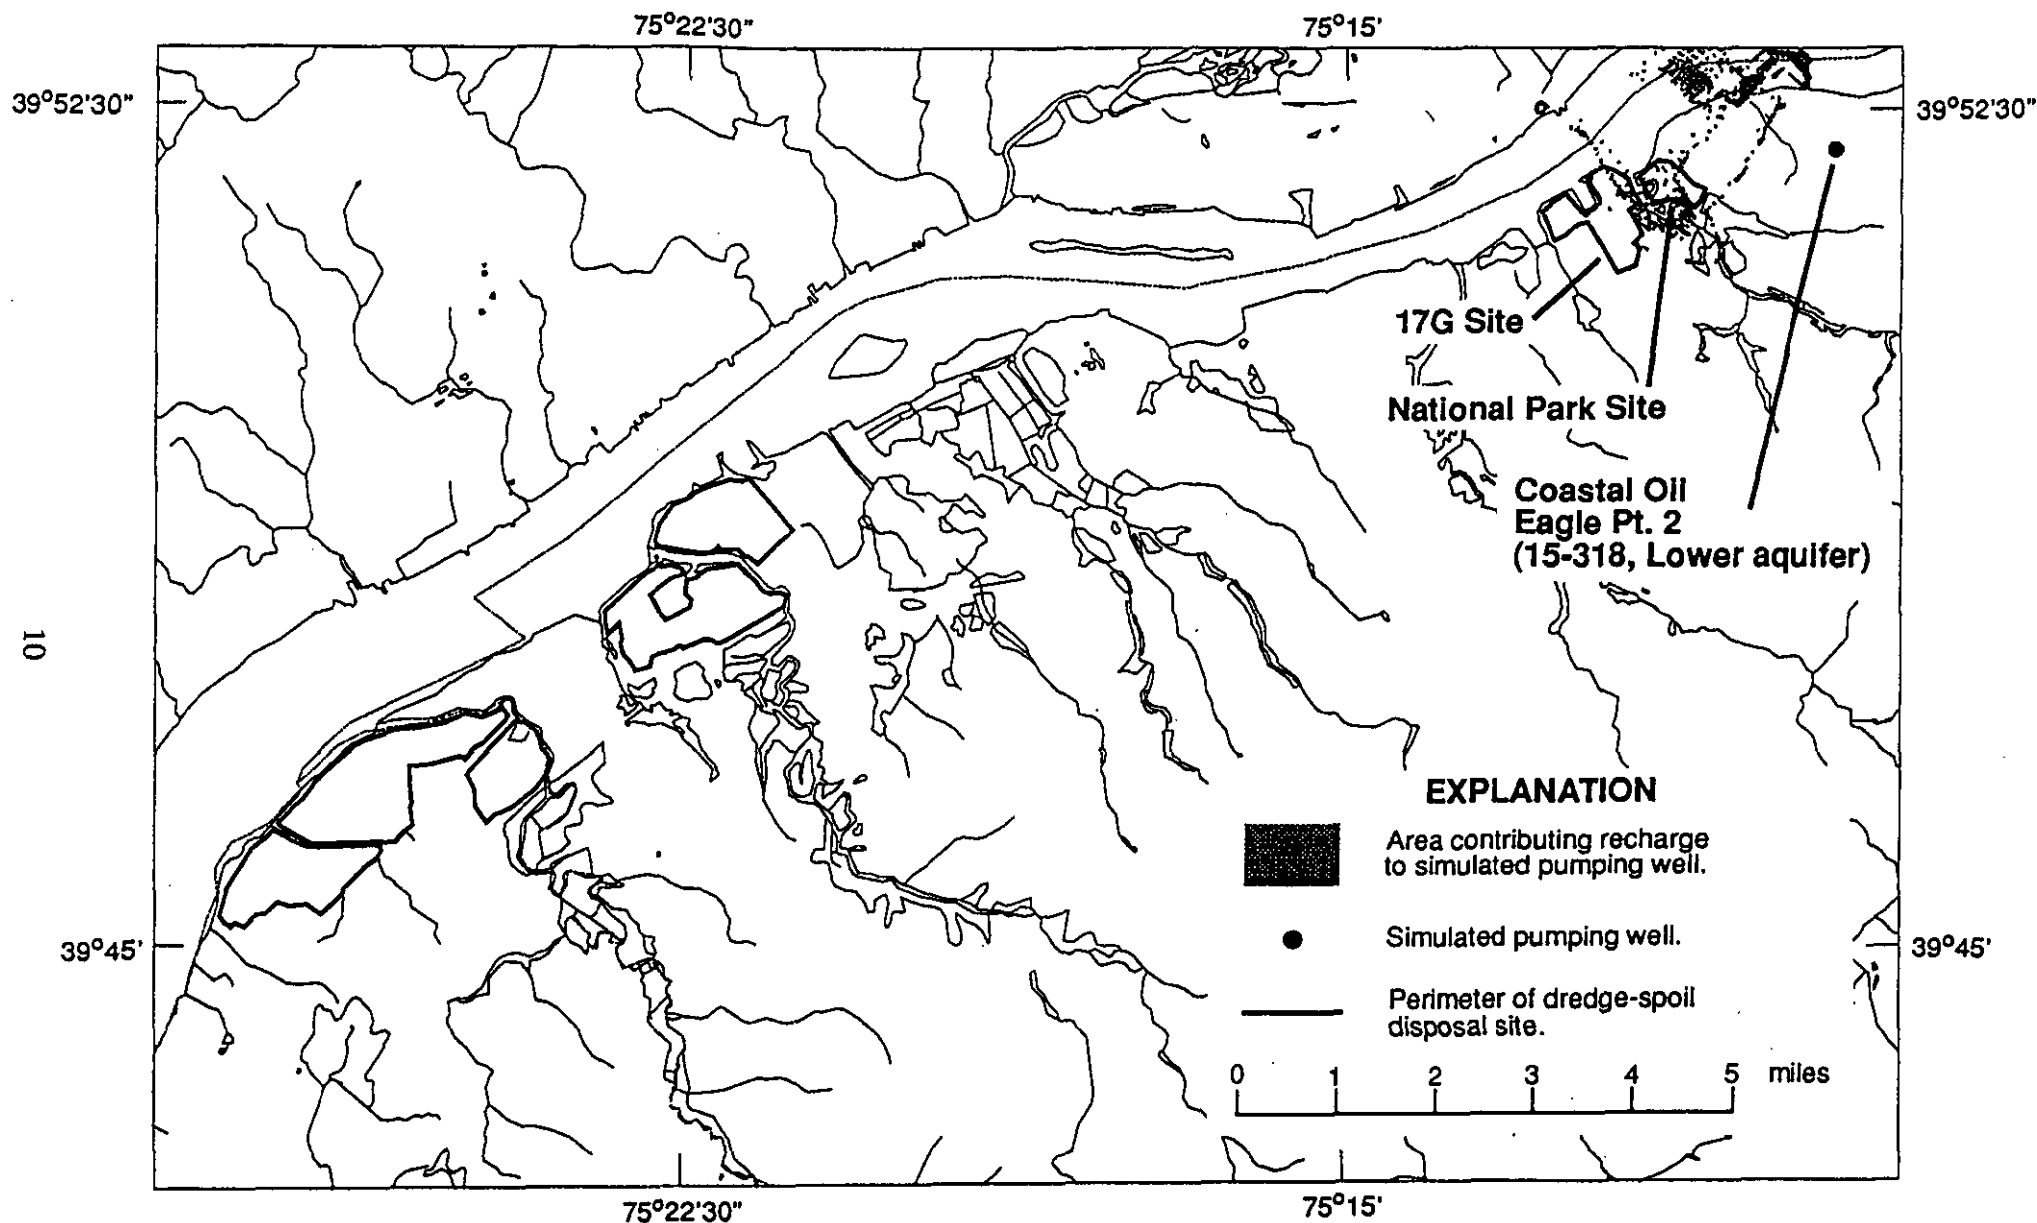 75°22'30"
75°15'
39°52'30"
39°52'30"
17G Site
National Park Site
Coastal Oil
Eagle Pt. 2
(15-318, Lower aquifer)
10
EXPLANATION
Area contributing recharge
to simulated pumping well.
Simulated pumping well.
39°45'
39°45'
Perimeter of dredge-spoil
disposal site.
0 1 2 3 4 5 miles
75°22'30"
75°15'